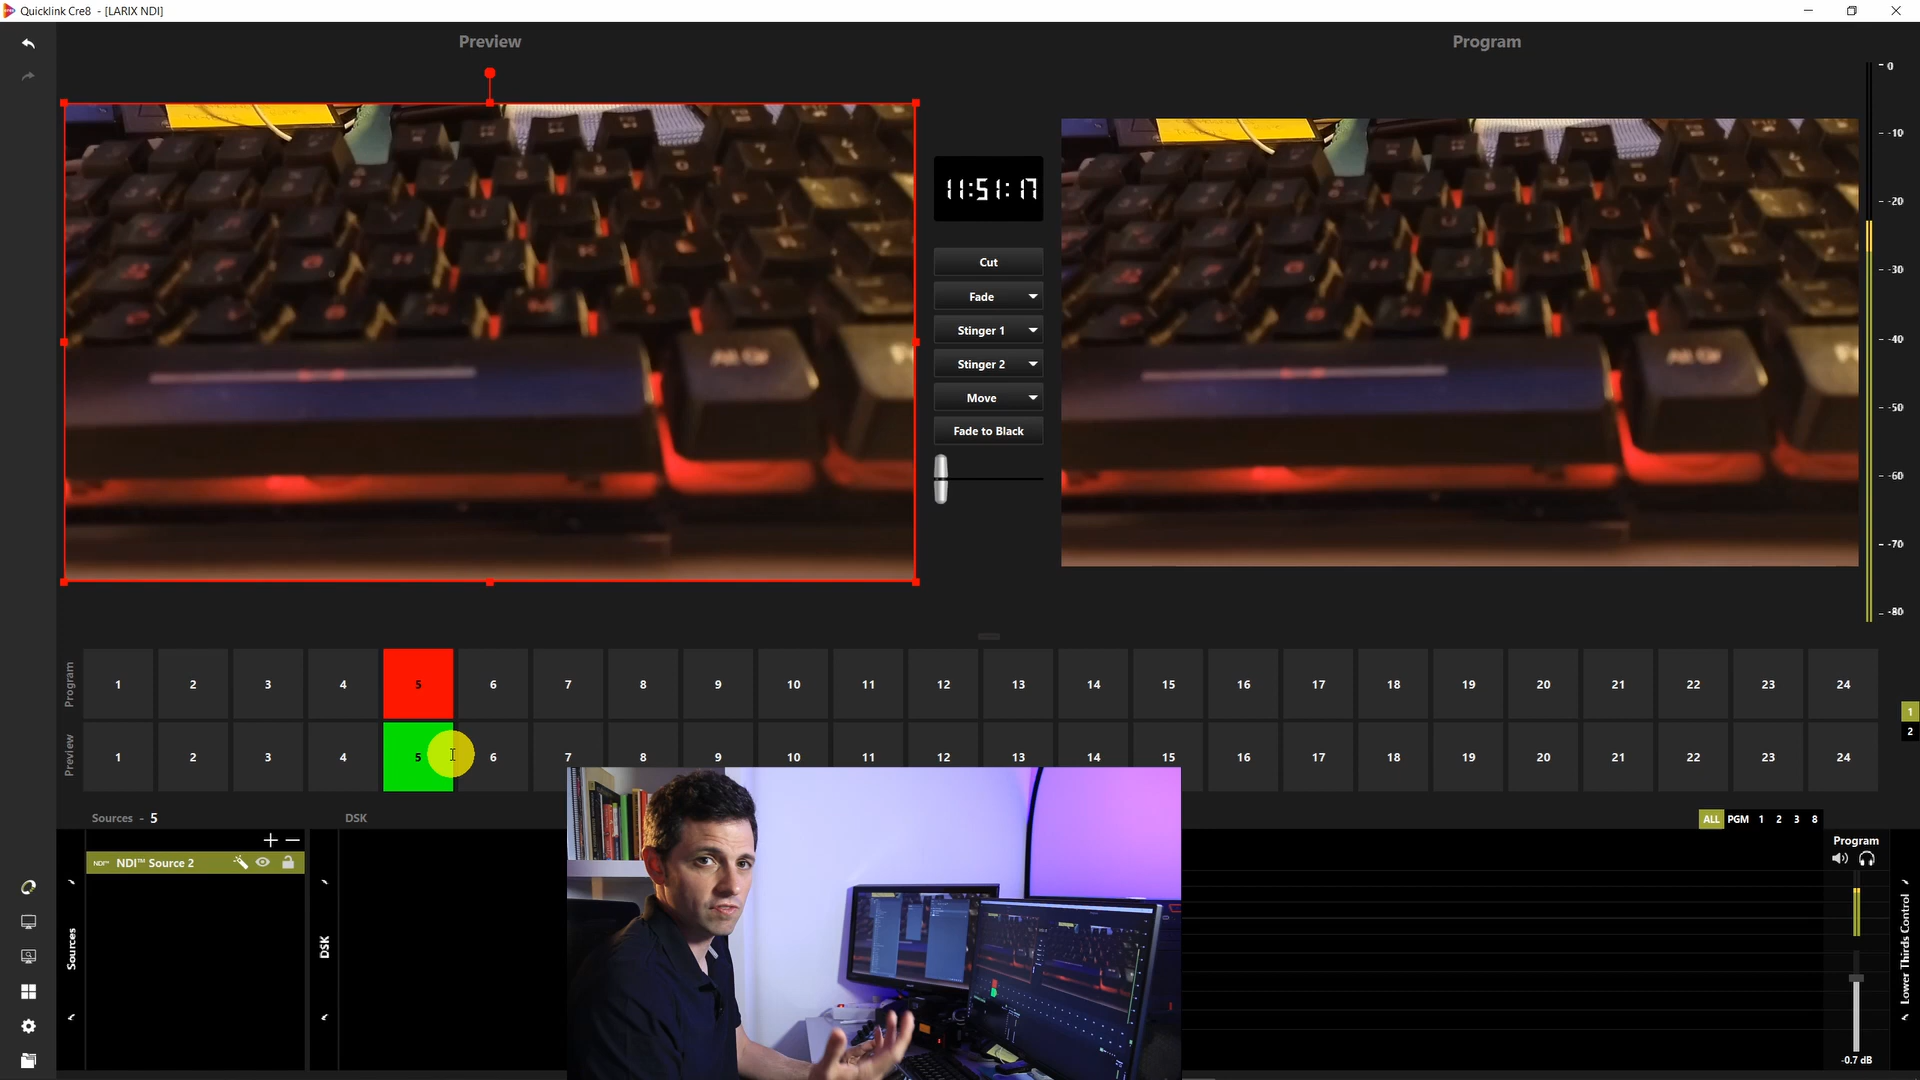 Quicklink Cre8 - [LARIX NDI]
Preview
Program
11:51:17
Cut
Fade
Stinger 1
Stinger 2
Move
Fade to Black
Alt Gr
- 0
- -10
- -20
- -30
- -40
- -50
- -60
- -70
- -80
Program
1 2 3 4 5 6 7 8 9 10 11 12 13 14 15 16 17 18 19 20 21 22 23 24
Preview
1 2 3 4 5 6 7 8 9 10 11 12 13 14 15 16 17 18 19 20 21 22 23 24
1
2
Sources - 5
DSK
ALL PGM 1 2 3 8
NDI™ NDI™ Source 2
Sources
DSK
Program
Lower Thirds Control
-0.7 dB